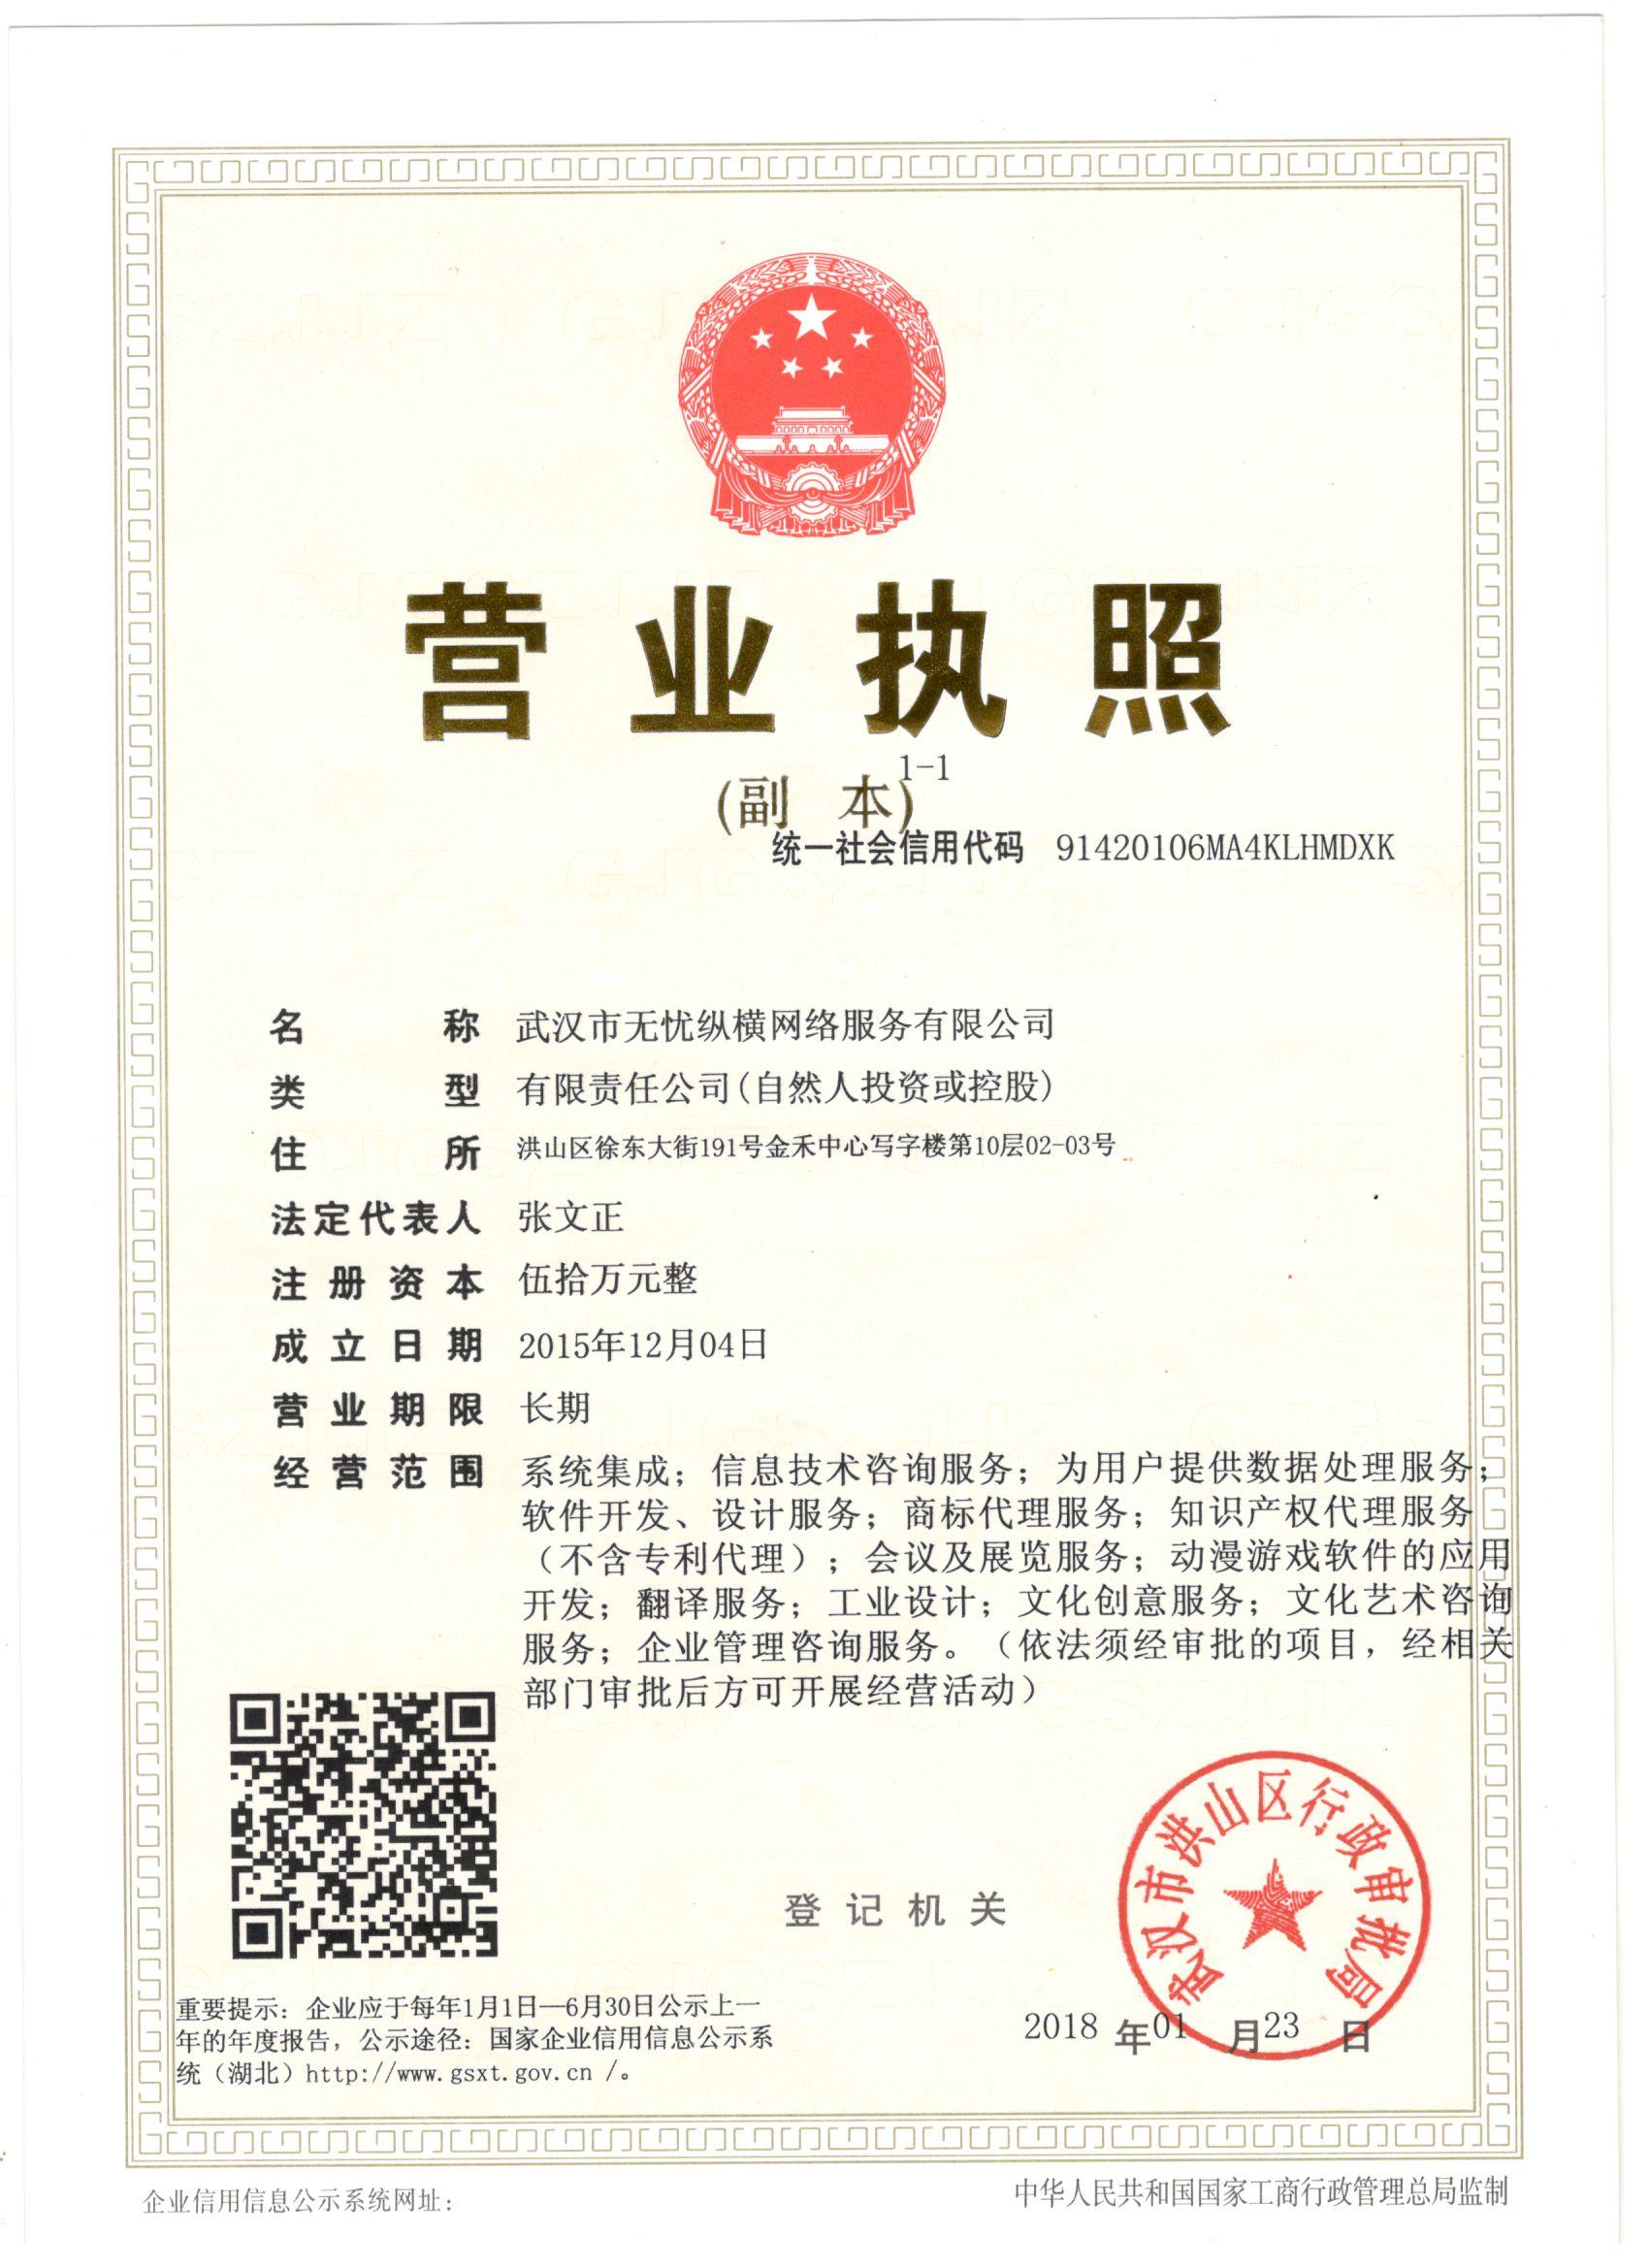 营业执照
(副 本) 1-1
统一社会信用代码 91420106MA4KLHMDXK
名称 武汉市无忧纵横网络服务有限公司
类型 有限责任公司(自然人投资或控股)
住所 洪山区徐东大街191号金禾中心写字楼第10层02-03号
法定代表人 张文正
注册资本 伍拾万元整
成立日期 2015年12月04日
营业期限 长期
经营范围 系统集成；信息技术咨询服务；为用户提供数据处理服务；
软件开发、设计服务；商标代理服务；知识产权代理服务
（不含专利代理）；会议及展览服务；动漫游戏软件的应用
开发；翻译服务；工业设计；文化创意服务；文化艺术咨询
服务；企业管理咨询服务。（依法须经审批的项目，经相关
部门审批后方可开展经营活动）
武汉市洪山区行政审批局
登记机关
2018 年01 月23 日
重要提示：企业应于每年1月1日—6月30日公示上一
年的年度报告，公示途径：国家企业信用信息公示系
统（湖北）http://www.gsxt.gov.cn /。
企业信用信息公示系统网址：
中华人民共和国国家工商行政管理总局监制